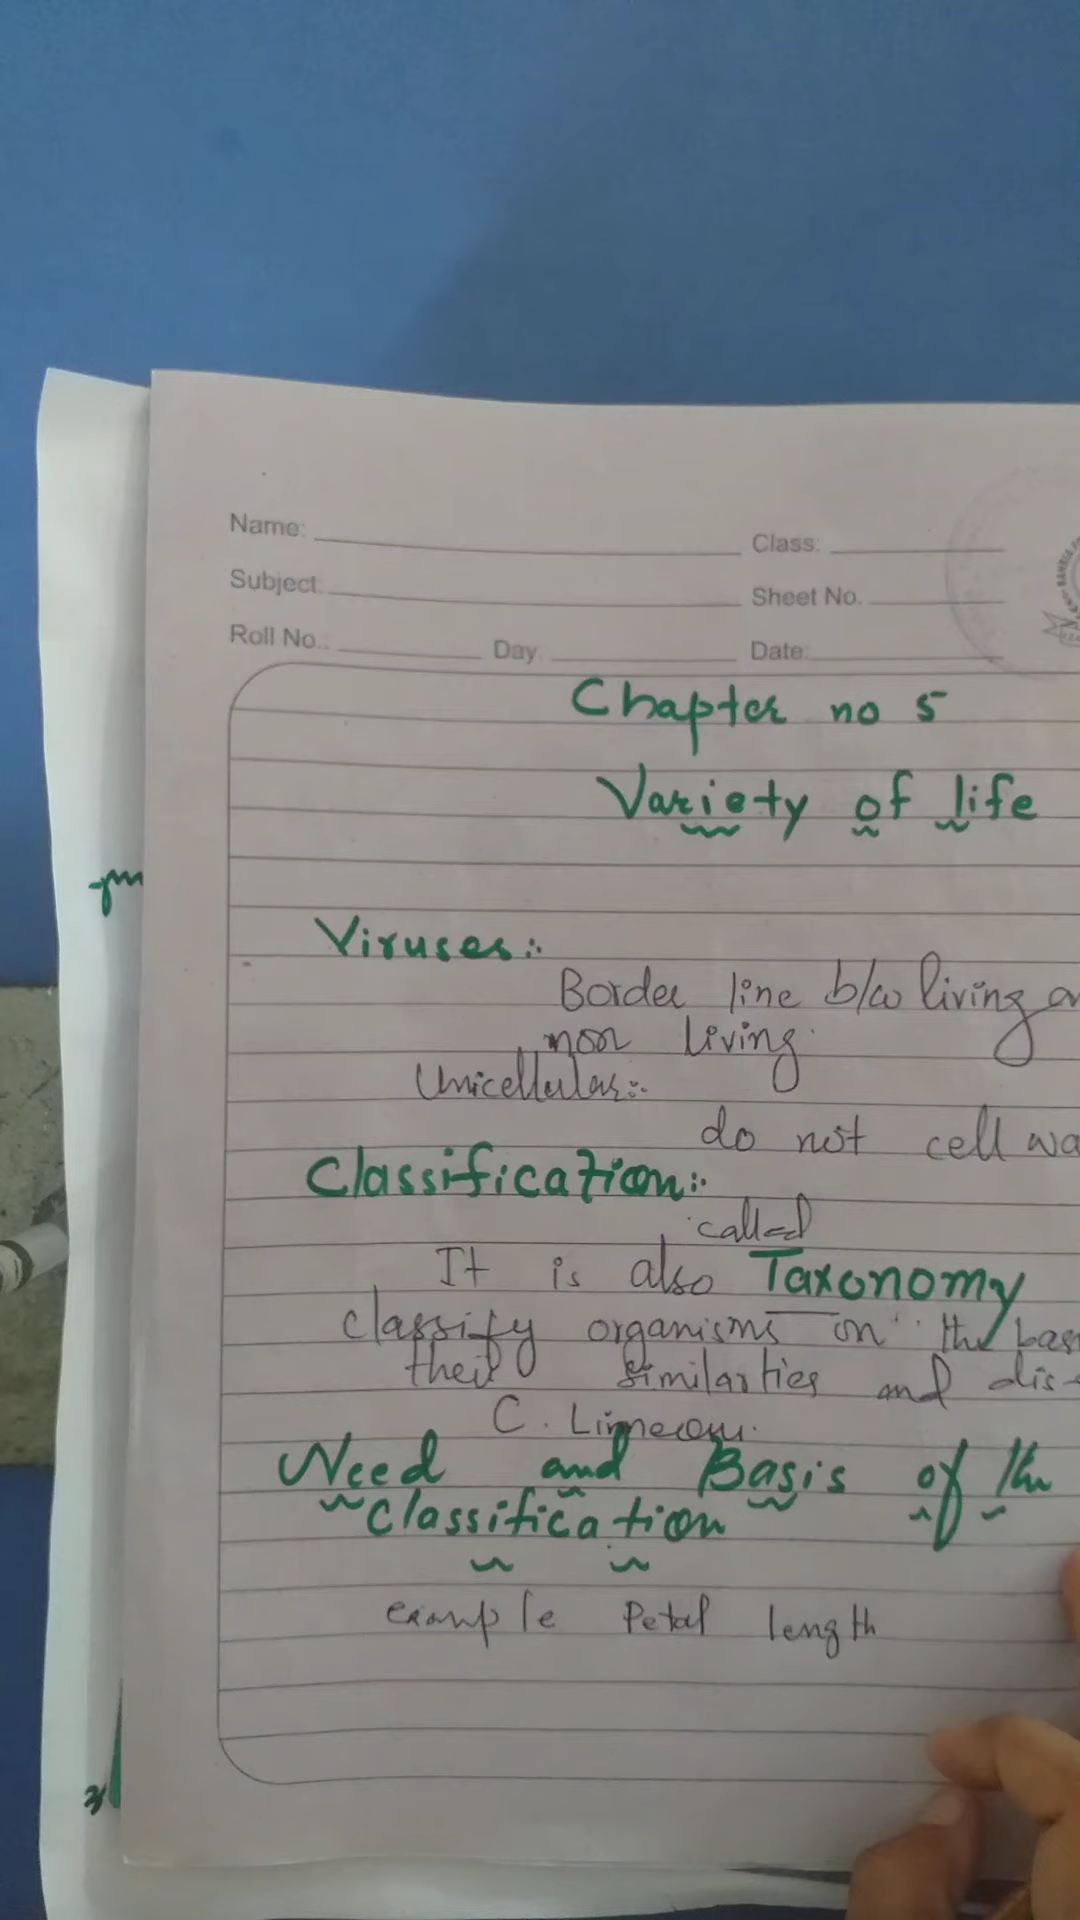 Name: Class:
Subject: Sheet No.
Roll No.. Day: Date:
Chapter no 5
Variety of life
Viruses:.
Border line b/w living
non living.
Unicellular:.
do not cell
Classification:.
called
It is also Taxonomy
classify organisms on the
their similarties and dis-
C.
Need and Basis of the
classification
example Petal length